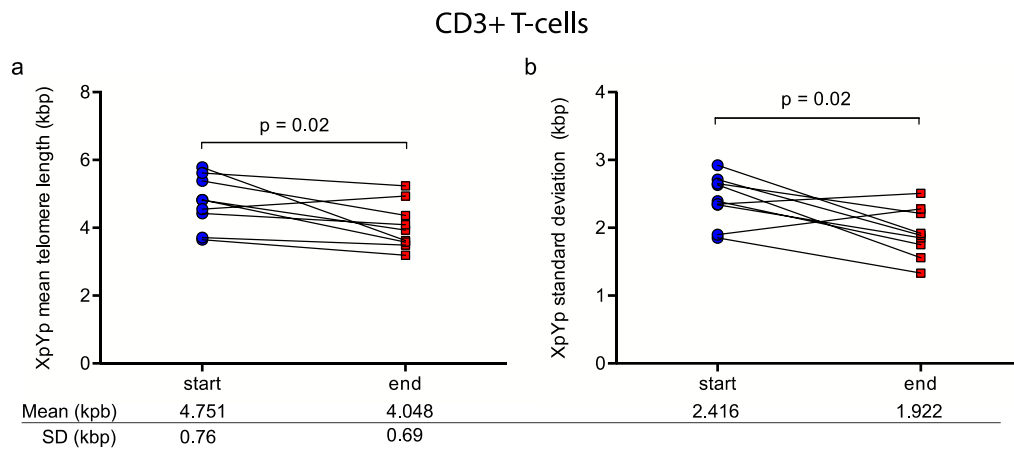 CD3+ T-cells
a
b
XpYp mean telomere length (kbp)
8
6
4
2
0
p = 0.02
start
end
XpYp standard deviation (kbp)
4
3
2
1
0
p = 0.02
start
end
Mean (kpb) 4.751 4.048 2.416 1.922
SD (kbp) 0.76 0.69